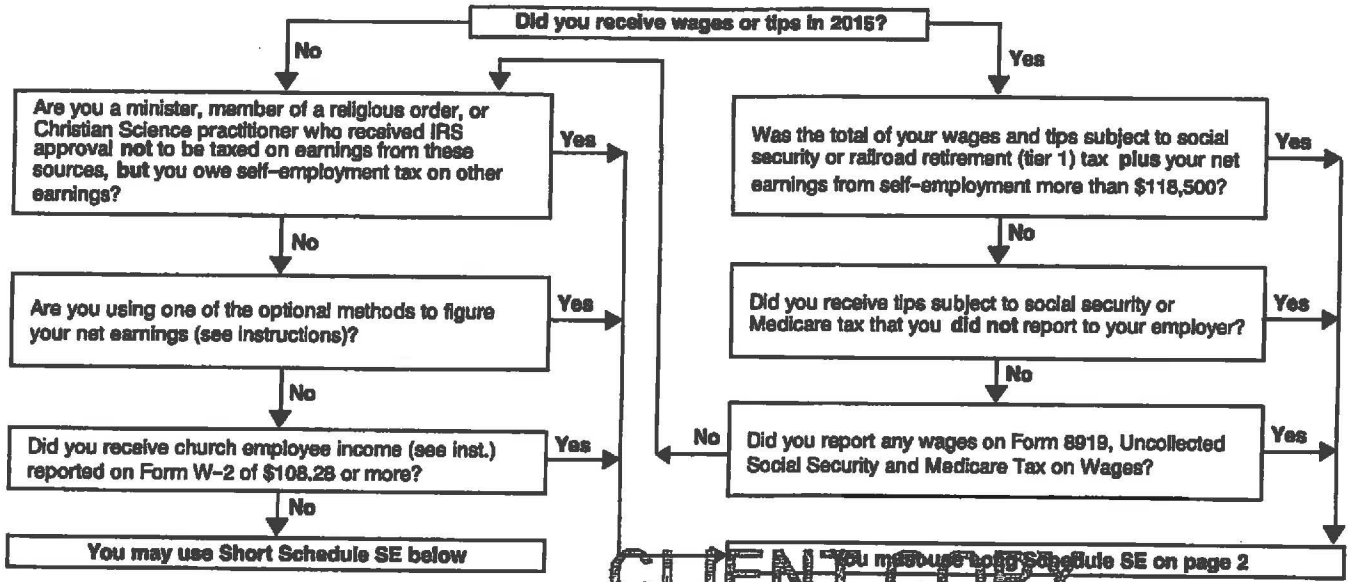 Did you receive wages or tips in 2015?
No
Yes
Are you a minister, member of a religious order, or
Christian Science practitioner who received IRS
approval not to be taxed on earnings from these
sources, but you owe self-employment tax on other
earnings?
Yes
Was the total of your wages and tips subject to social
security or railroad retirement (tier 1) tax plus your net
earnings from self-employment more than $118,500?
Yes
No
No
Are you using one of the optional methods to figure
your net earnings (see instructions)?
Yes
Did you receive tips subject to social security or
Medicare tax that you did not report to your employer?
Yes
No
No
Did you receive church employee income (see inst.)
reported on Form W-2 of $108.28 or more?
Yes
No
Did you report any wages on Form 8919, Uncollected
Social Security and Medicare Tax on Wages?
Yes
No
You may use Short Schedule SE below
You must use Long Schedule SE on page 2
CLIENT COPY